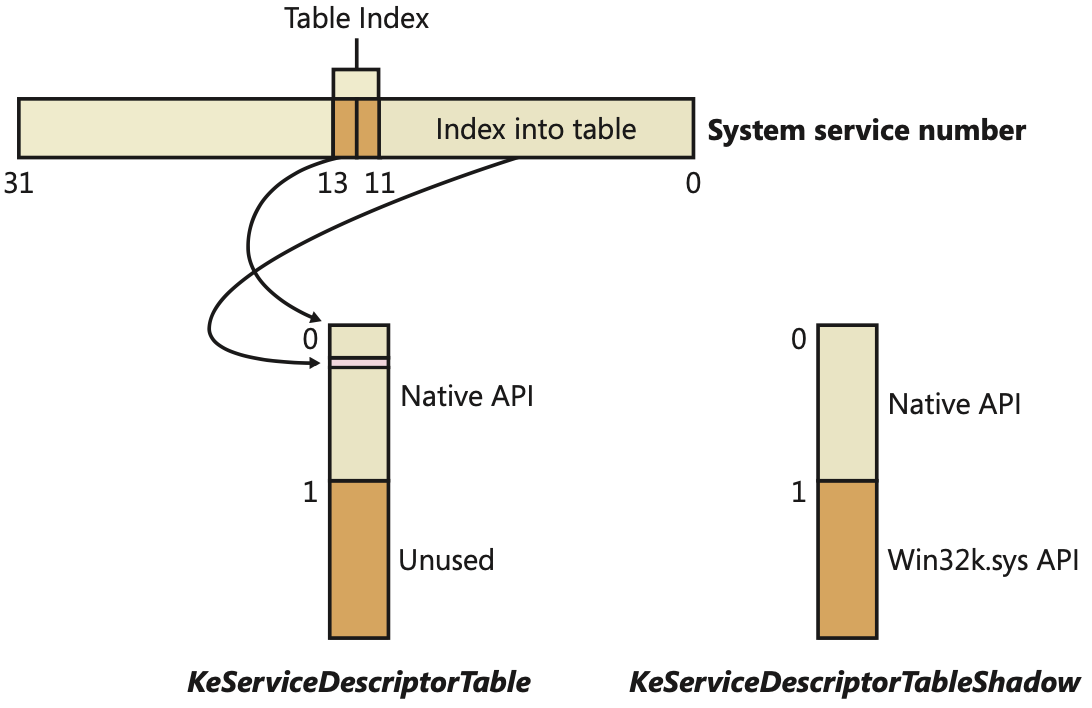 Table Index
Index into table
System service number
31
13
11
0
0
Native API
1
Unused
KeServiceDescriptorTable
0
Native API
1
Win32k.sys API
KeServiceDescriptorTableShadow